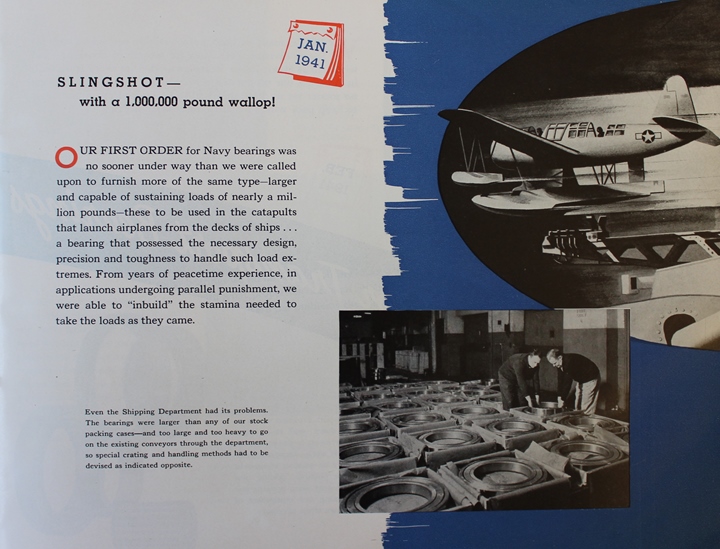 JAN.
1941
SLINGSHOT—
with a 1,000,000 pound wallop!
OUR FIRST ORDER for Navy bearings was
no sooner under way than we were called
upon to furnish more of the same type—larger
and capable of sustaining loads of nearly a mil-
lion pounds—these to be used in the catapults
that launch airplanes from the decks of ships . . .
a bearing that possessed the necessary design,
precision and toughness to handle such load ex-
tremes. From years of peacetime experience, in
applications undergoing parallel punishment, we
were able to “inbuild” the stamina needed to
take the loads as they came.
Even the Shipping Department had its problems.
The bearings were larger than any of our stock
packing cases—and too large and too heavy to go
on the existing conveyors through the department,
so special crating and handling methods had to be
devised as indicated opposite.